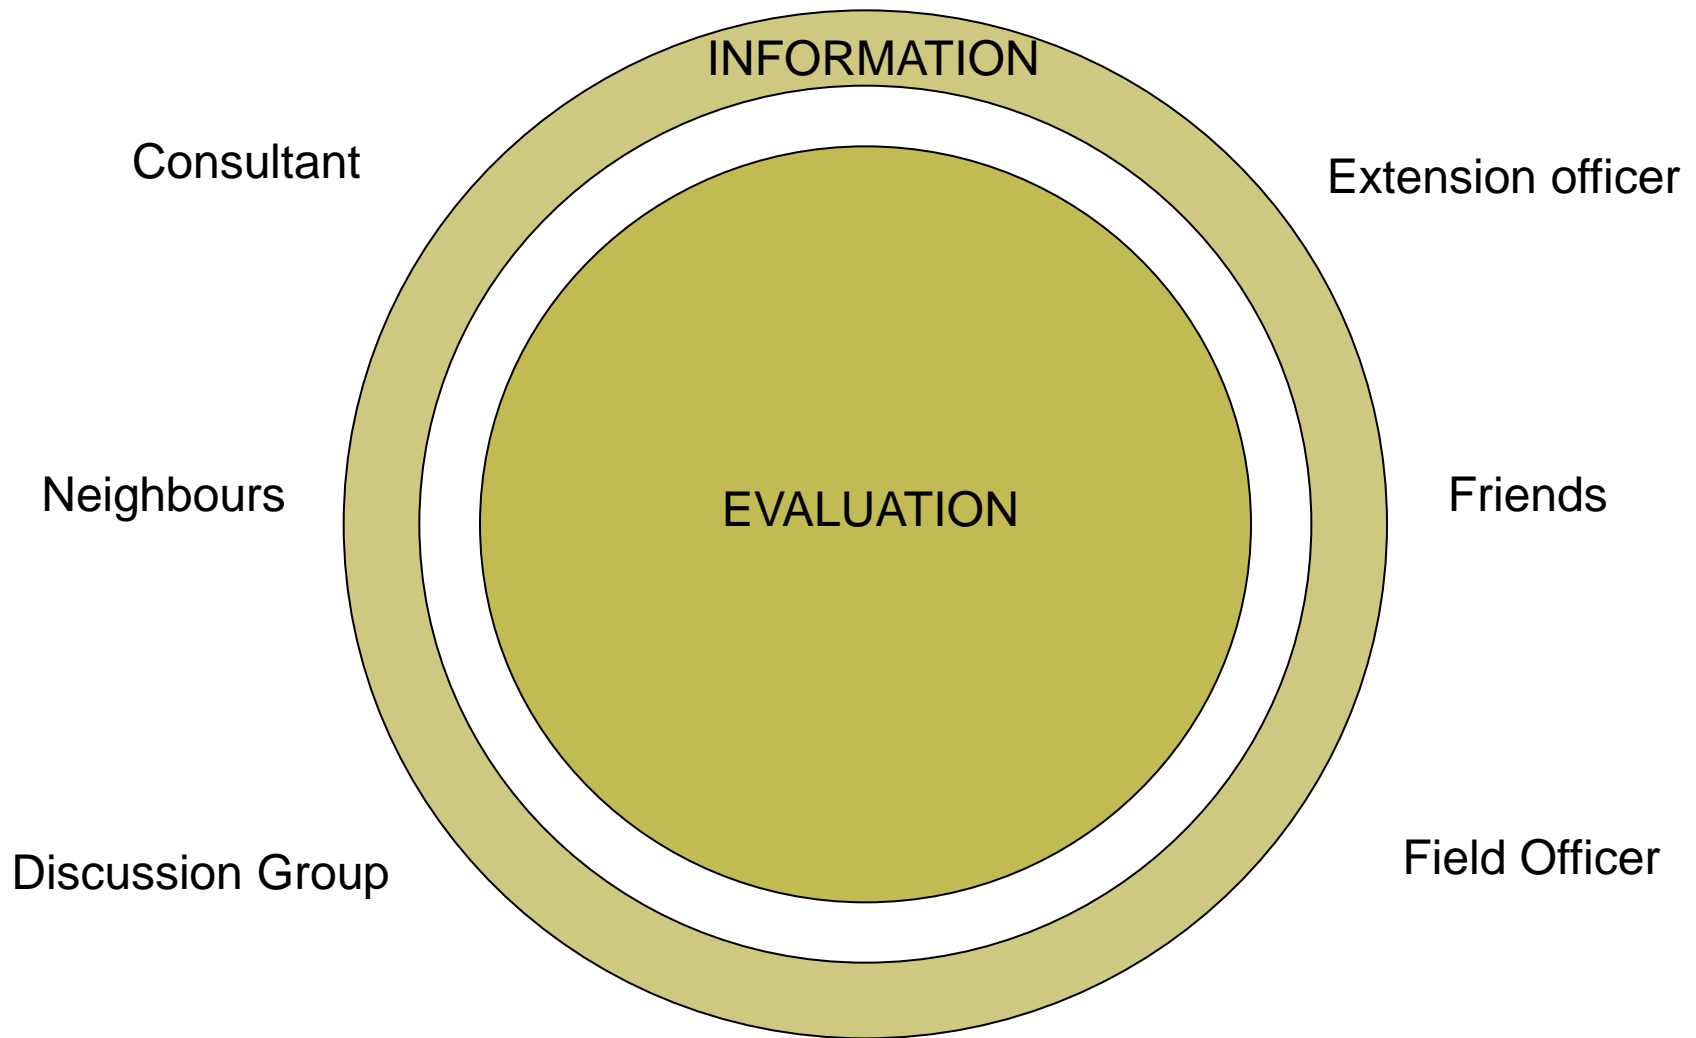 INFORMATION
Consultant
Extension officer
Neighbours
EVALUATION
Friends
Discussion Group
Field Officer